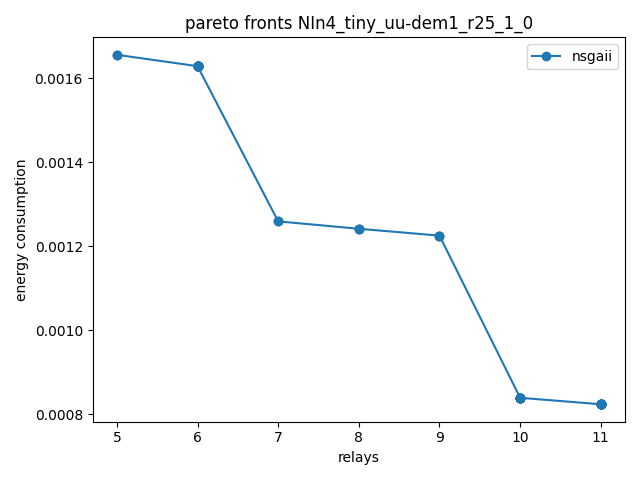 pareto fronts NIn4_tiny_uu-dem1_r25_1_0
nsgaii
0.0016
0.0014
0.0012
0.0010
0.0008
energy consumption
5 6 7 8 9 10 11
relays